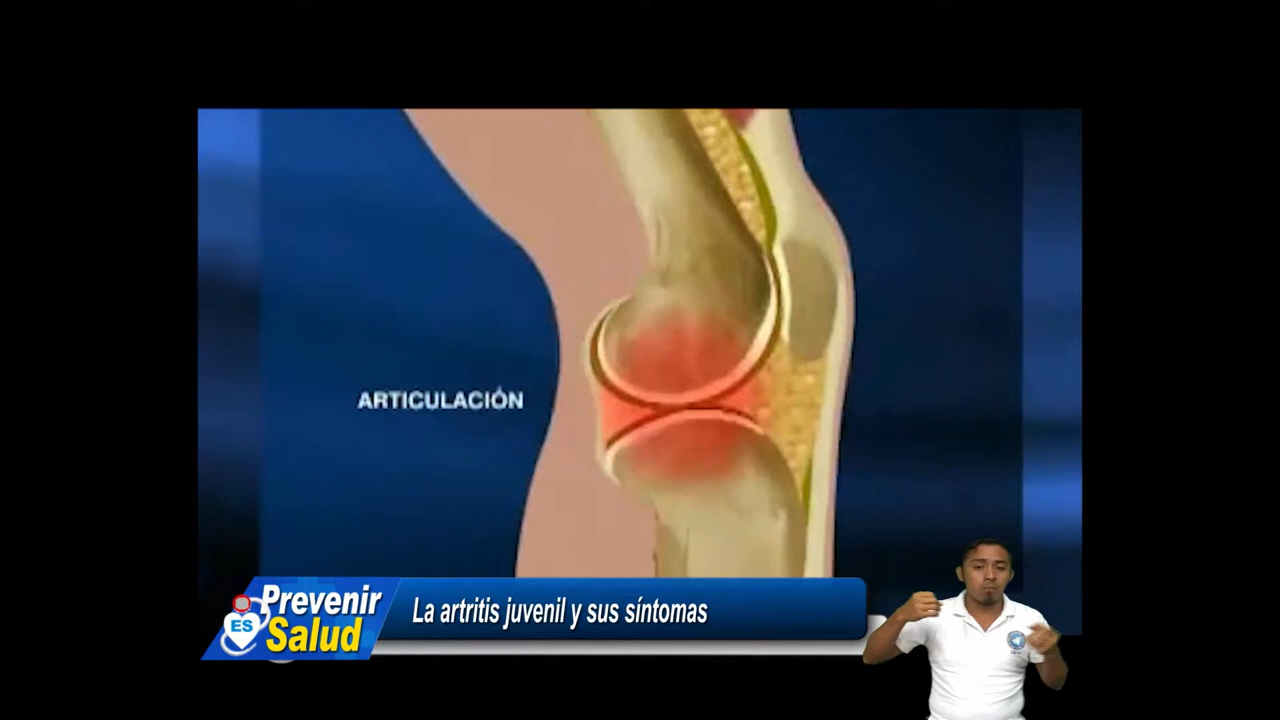 ARTICULACIÓN
Prevenir
ES
Salud
La artritis juvenil y sus síntomas